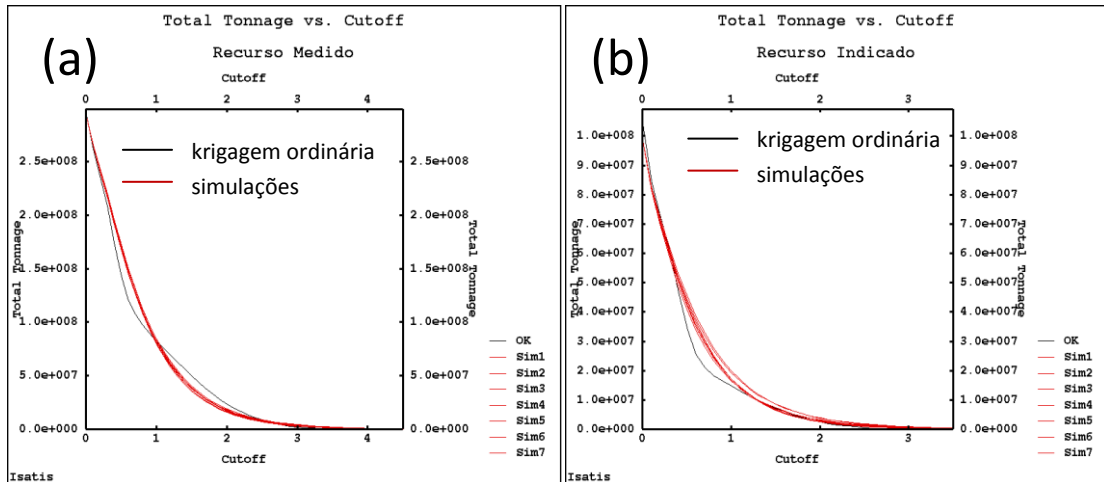 Total Tonnage vs. Cutoff
(a)
Recurso Medido
Cutoff
0 1 2 3 4
krigagem ordinária
simulações
2.5e+008
2.0e+008
1.5e+008
1.0e+008
5.0e+007
0.0e+000
Total Tonnage
2.5e+008
2.0e+008
1.5e+008
1.0e+008
5.0e+007
0.0e+000
Total Tonnage
0 1 2 3 4
Cutoff
OK
Sim1
Sim2
Sim3
Sim4
Sim5
Sim6
Sim7
Isatis
Total Tonnage vs. Cutoff
(b)
Recurso Indicado
Cutoff
0 1 2 3
krigagem ordinária
simulações
1.0e+008
9.0e+007
8.0e+007
7.0e+007
6.0e+007
5.0e+007
4.0e+007
3.0e+007
2.0e+007
1.0e+007
0.0e+000
Total Tonnage
1.0e+008
9.0e+007
8.0e+007
7.0e+007
6.0e+007
5.0e+007
4.0e+007
3.0e+007
2.0e+007
1.0e+007
0.0e+000
Total Tonnage
0 1 2 3
Cutoff
OK
Sim1
Sim2
Sim3
Sim4
Sim5
Sim6
Sim7
Isatis